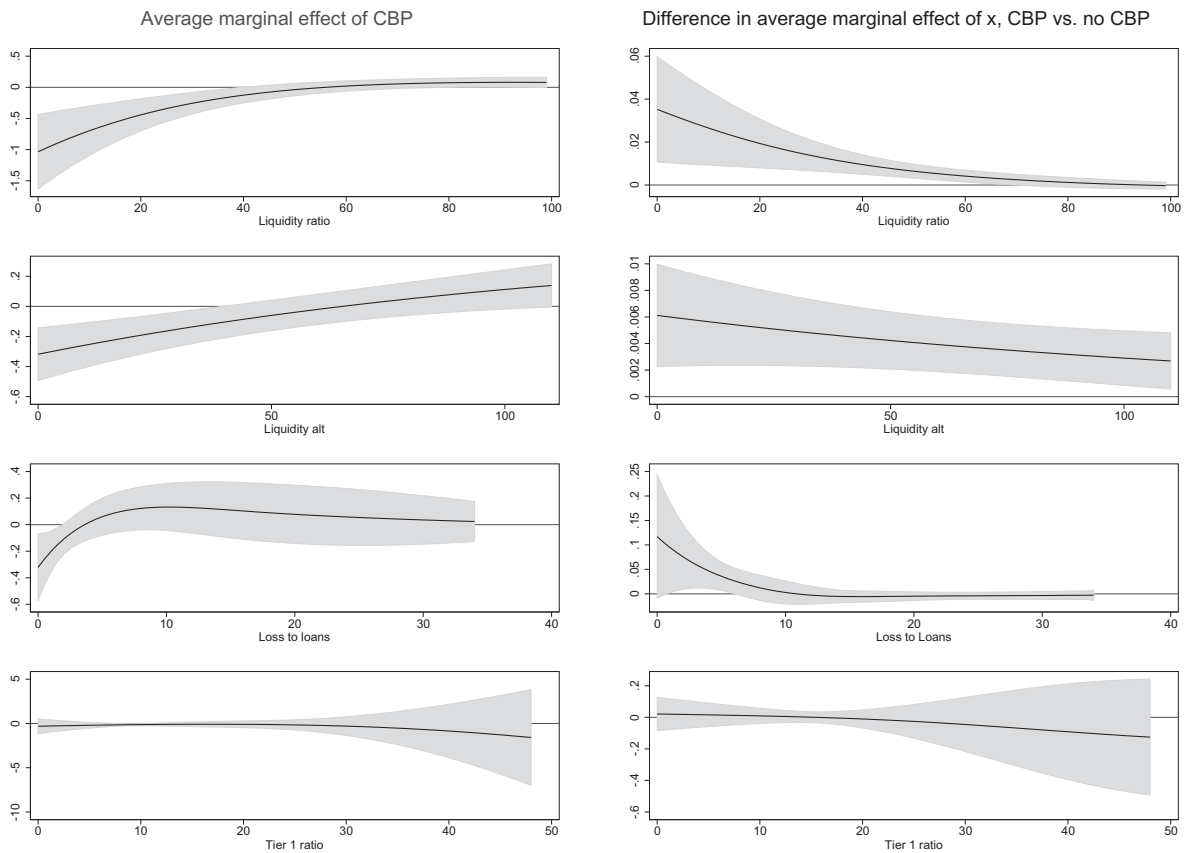 Average marginal effect of CBP
Difference in average marginal effect of x, CBP vs. no CBP
.5
0
-.5
-1
-1.5
0 20 40 60 80 100
Liquidity ratio
.06
.04
.02
0
0 20 40 60 80 100
Liquidity ratio
.2
0
-.2
-.4
-.6
0 50 100
Liquidity alt
.01
.008
.006
.004
.002
0
0 50 100
Liquidity alt
.4
.2
0
-.2
-.4
-.6
0 10 20 30 40
Loss to loans
.25
.2
.15
.1
.05
0
0 10 20 30 40
Loss to Loans
5
0
-5
-10
0 10 20 30 40 50
Tier 1 ratio
.2
0
-.2
-.4
-.6
0 10 20 30 40 50
Tier 1 ratio